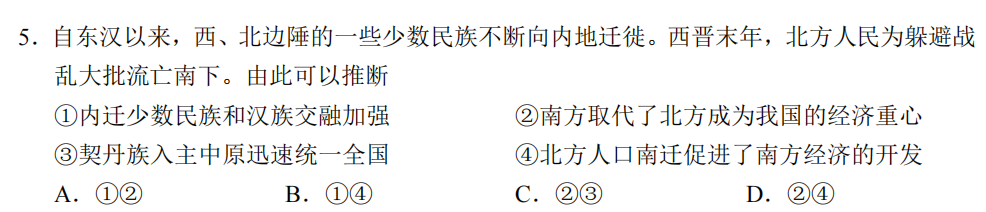 5．自东汉以来，西、北边陲的一些少数民族不断向内地迁徙。西晋末年，北方人民为躲避战
乱大批流亡南下。由此可以推断
①内迁少数民族和汉族交融加强 ②南方取代了北方成为我国的经济重心
③契丹族入主中原迅速统一全国 ④北方人口南迁促进了南方经济的开发
A．①② B．①④ C．②③ D．②④